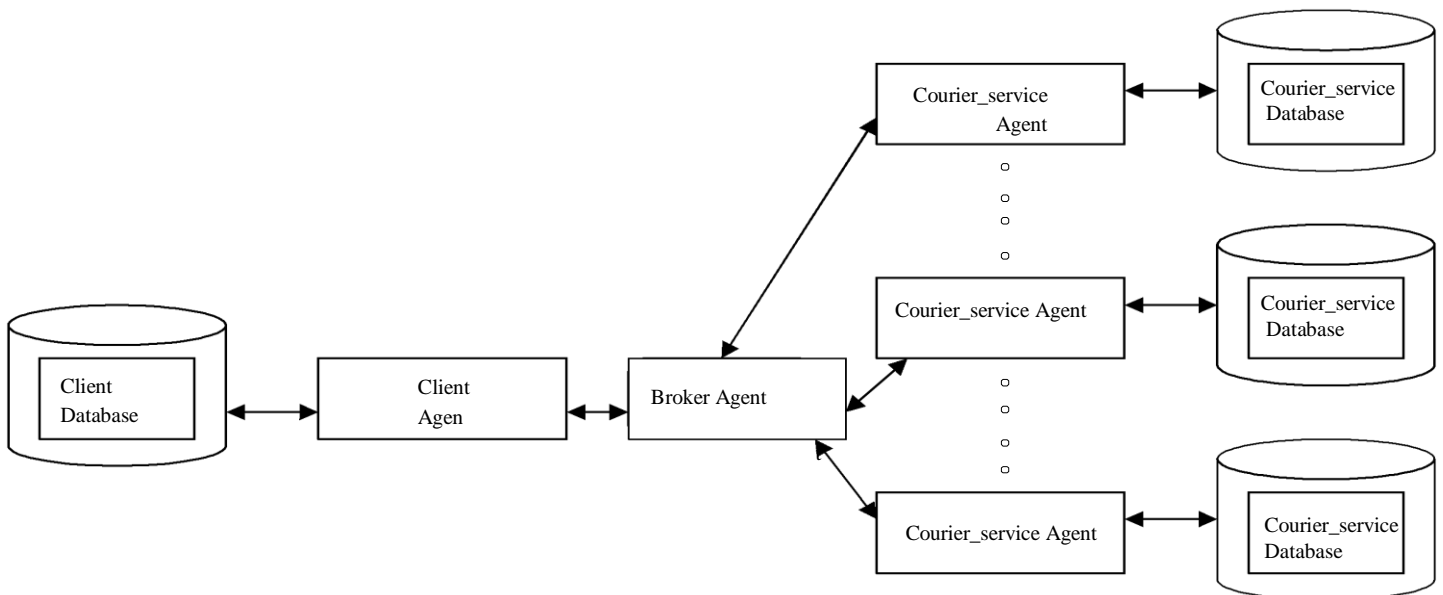 Courier_service
Agent
Courier_service
Database
Courier_service Agent
Courier_service
Database
Client
Database
Client
Agen
Broker Agent
Courier_service Agent
Courier_service
Database